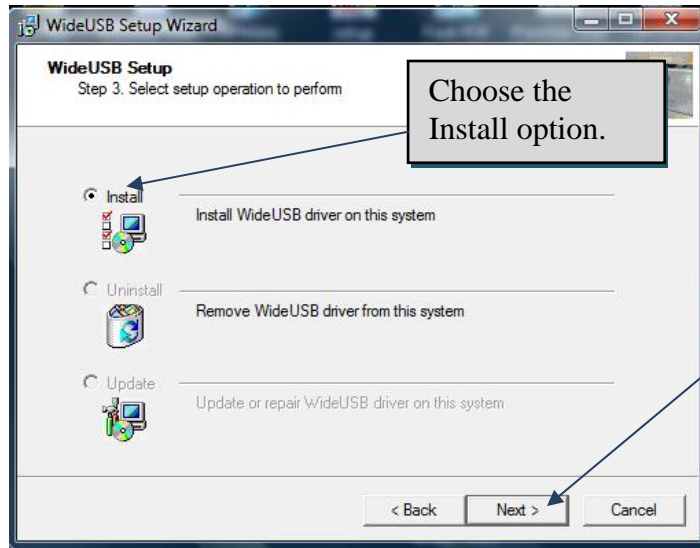 WideUSB Setup Wizard
WideUSB Setup
Step 3. Select setup operation to perform
Choose the
Install option.
Install
Install WideUSB driver on this system
Uninstall
Remove WideUSB driver from this system
Update
Update or repair WideUSB driver on this system
< Back
Next >
Cancel